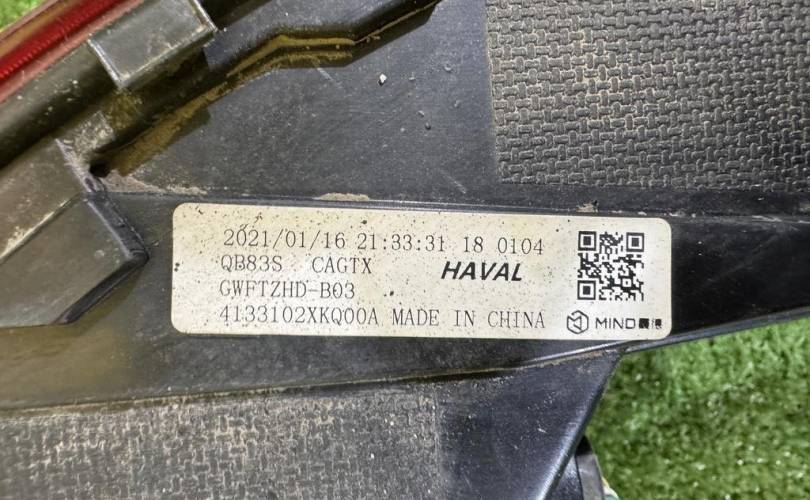 2021/01/16 21:33:31 18 0104
QB83S CAGTX HAVAL
GWFTZHD-B03
4133102XKQ00A MADE IN CHINA MIND